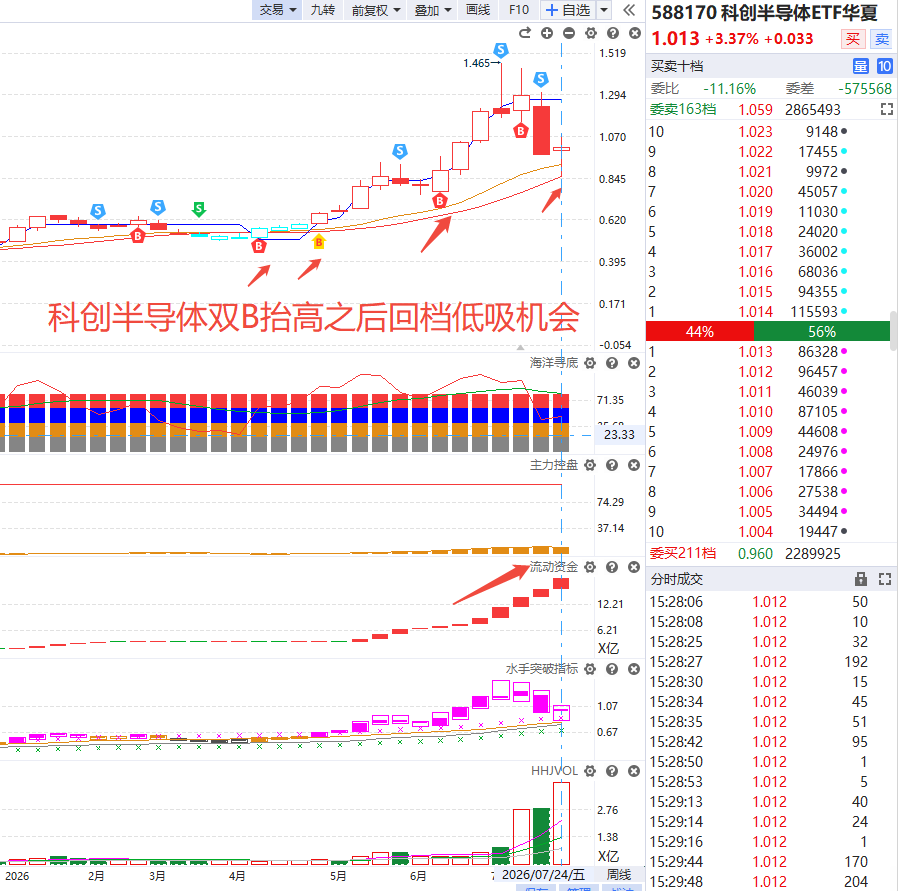 交易 九转 前复权 叠加 画线 F10 自选
588170 科创半导体ETF华夏
1.013 +3.37% +0.033 买 卖
买卖十档 量 10
委比 -11.16% 委差 -575568
委卖163档 1.059 2865493
10 1.023 9148
9 1.022 17455
8 1.021 9972
7 1.020 45057
6 1.019 11030
5 1.018 24020
4 1.017 36002
3 1.016 68036
2 1.015 94355
1 1.014 115593
44% 56%
1 1.013 86328
2 1.012 96457
3 1.011 46039
4 1.010 87105
5 1.009 44608
6 1.008 24976
7 1.007 17866
8 1.006 27538
9 1.005 34494
10 1.004 19447
委买211档 0.960 2289925
分时成交
15:28:06 1.012 50
15:28:08 1.012 10
15:28:25 1.012 32
15:28:27 1.012 192
15:28:30 1.012 15
15:28:34 1.012 45
15:28:35 1.012 51
15:28:42 1.012 95
15:28:50 1.012 1
15:28:53 1.012 5
15:29:13 1.012 40
15:29:14 1.012 24
15:29:16 1.012 1
15:29:44 1.012 170
15:29:48 1.012 204
1.519
1.465
1.294
1.070
0.845
0.620
0.395
0.171
-0.054
S S S S S S
B B B B B
科创半导体双B抬高之后回档低吸机会
海洋寻底
71.35
23.33
主力控盘
74.29
37.14
流动资金
12.21
6.21
X亿
水手突破指标
1.07
0.67
HHJVOL
2.76
1.38
X亿
2026 2月 3月 4月 5月 6月 2026/07/24/五 周线